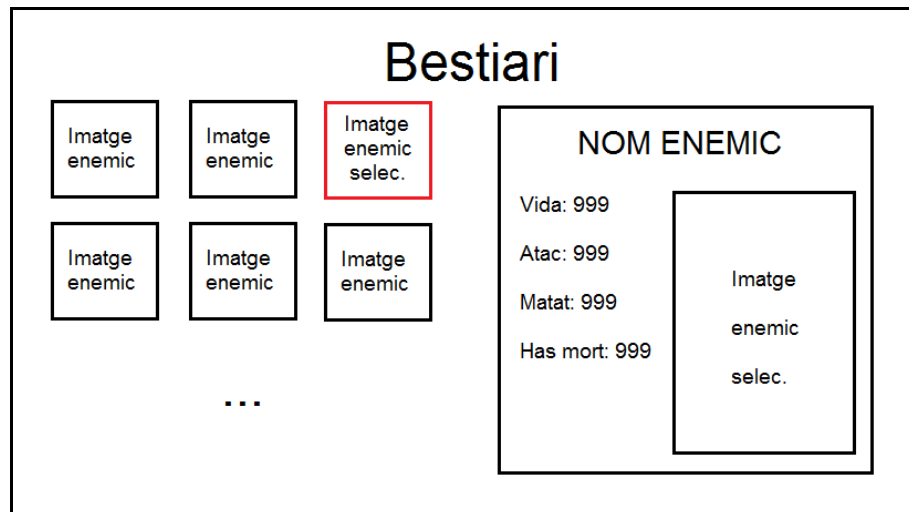 Bestiari
Imatge
enemic
Imatge
enemic
Imatge
enemic
selec.
Imatge
enemic
Imatge
enemic
Imatge
enemic
...
NOM ENEMIC
Vida: 999
Atac: 999
Matat: 999
Has mort: 999
Imatge
enemic
selec.